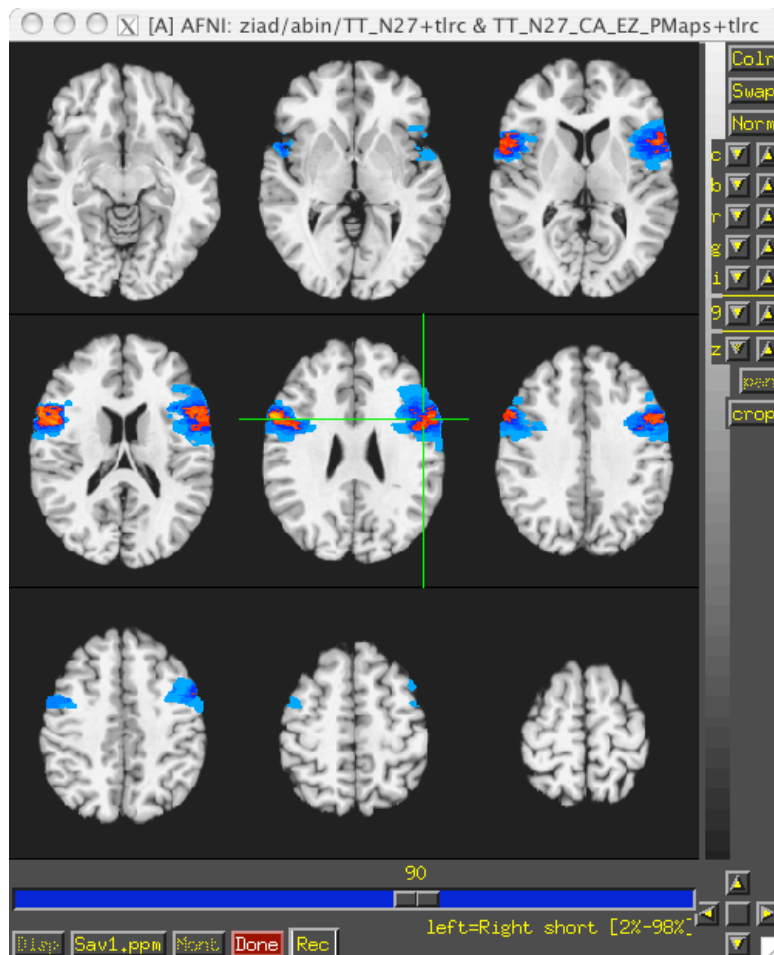 X [A] AFNI: ziad/abin/TT_N27+tlrc & TT_N27_CA_EZ_PMaps+tlrc
Colr
Swap
Norm
c
b
r
g
i
9
z
pan
crop
90
left=Right short [2%-98%]
Disp Sav1.ppm Mont Done Rec